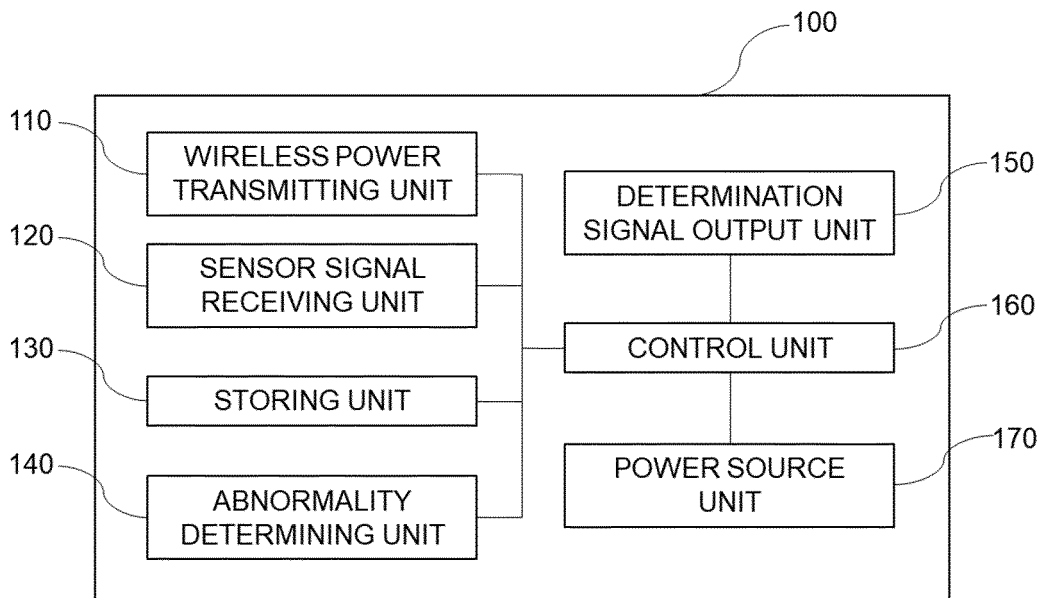 100
110
WIRELESS POWER
TRANSMITTING UNIT
120
SENSOR SIGNAL
RECEIVING UNIT
130
STORING UNIT
140
ABNORMALITY
DETERMINING UNIT
150
DETERMINATION
SIGNAL OUTPUT UNIT
160
CONTROL UNIT
170
POWER SOURCE
UNIT